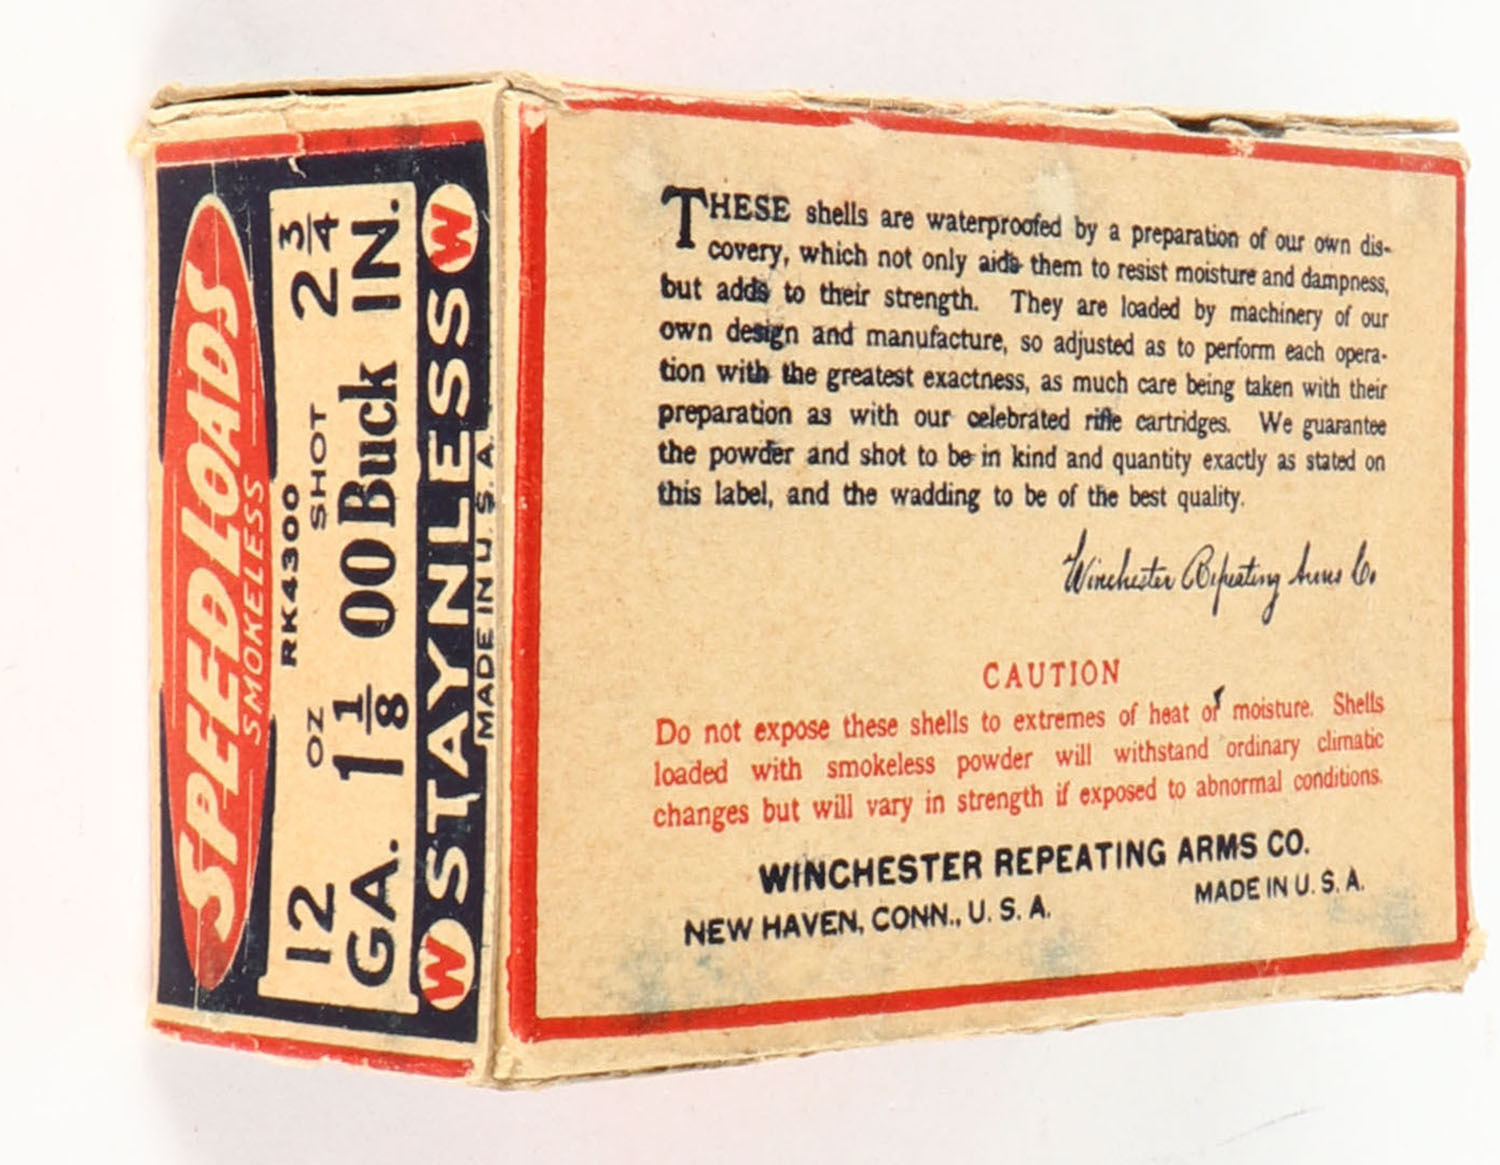 SPEED LOADS
SMOKELESS
RK4300
12 OZ SHOT 2 3/4
GA. 1 1/8 00 Buck IN.
W STAYNLESS W
MADE IN U. S. A.
THESE shells are waterproofed by a preparation of our own dis-
covery, which not only aids them to resist moisture and dampness,
but adds to their strength. They are loaded by machinery of our
own design and manufacture, so adjusted as to perform each opera-
tion with the greatest exactness, as much care being taken with their
preparation as with our celebrated rifle cartridges. We guarantee
the powder and shot to be in kind and quantity exactly as stated on
this label, and the wadding to be of the best quality.
Winchester Repeating Arms Co.
CAUTION
Do not expose these shells to extremes of heat or moisture. Shells
loaded with smokeless powder will withstand ordinary climatic
changes but will vary in strength if exposed to abnormal conditions.
WINCHESTER REPEATING ARMS CO.
NEW HAVEN, CONN., U. S. A. MADE IN U. S. A.